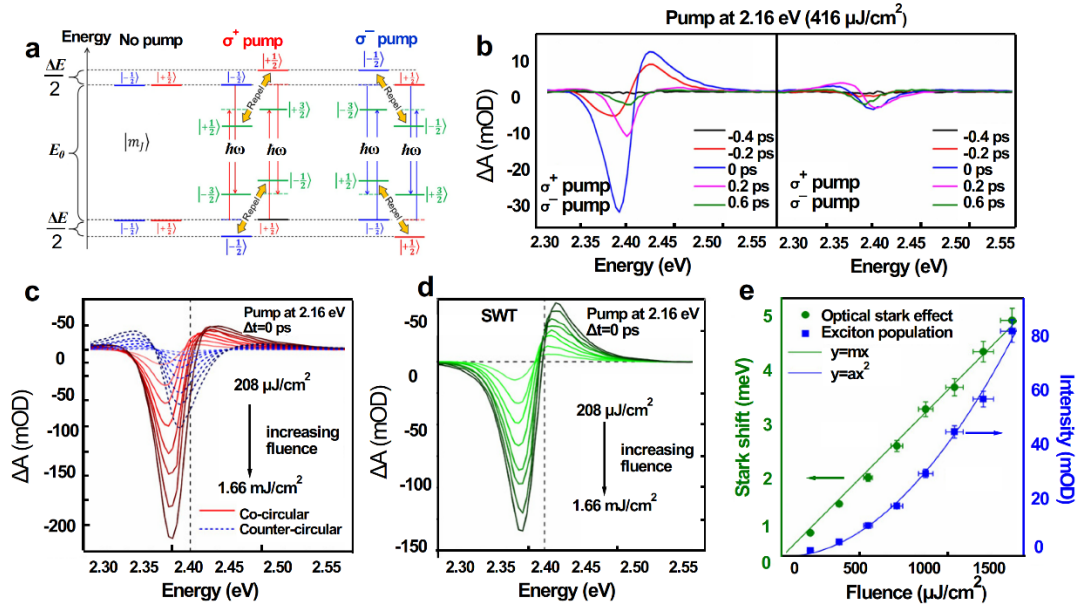 a
Energy No pump σ⁺ pump σ⁻ pump
|+½⟩ |−½⟩
ΔE/2 |−½⟩ |+½⟩ |−½⟩ |+½⟩
Repel Repel
|+3/2⟩ |−3/2⟩
|+½⟩ |−½⟩
E₀ |m_J⟩ ħω ħω ħω ħω
|−½⟩ |+½⟩
|−3/2⟩ |+3/2⟩
Repel Repel
ΔE/2 |−½⟩ |+½⟩ |+½⟩ |−½⟩
|−½⟩ |+½⟩
b
Pump at 2.16 eV (416 μJ/cm²)
ΔA (mOD)
10
0
-10
-20
-30
-0.4 ps
-0.2 ps
0 ps
0.2 ps
0.6 ps
σ⁺ pump
σ⁻ pump
2.30 2.35 2.40 2.45 2.50 2.55
Energy (eV)
10
0
-10
-20
-30
-0.4 ps
-0.2 ps
0 ps
0.2 ps
0.6 ps
σ⁺ pump
σ⁻ pump
2.30 2.35 2.40 2.45 2.50 2.55
Energy (eV)
c
Pump at 2.16 eV
Δt=0 ps
ΔA (mOD)
-50
0
-50
-100
-150
-200
208 μJ/cm²
increasing
fluence
1.66 mJ/cm²
Co-circular
Counter-circular
2.30 2.40 2.50 2.55
Energy (eV)
d
SWT
Pump at 2.16 eV
Δt=0 ps
ΔA (mOD)
-50
0
-50
-100
-150
208 μJ/cm²
increasing
fluence
1.66 mJ/cm²
2.30 2.40 2.45 2.50 2.55
Energy (eV)
e
Optical stark effect
Exciton population
y=mx
y=ax²
Stark shift (meV)
5
4
3
2
1
0
Intensity (mOD)
80
60
40
20
0
0 500 1000 1500
Fluence (μJ/cm²)